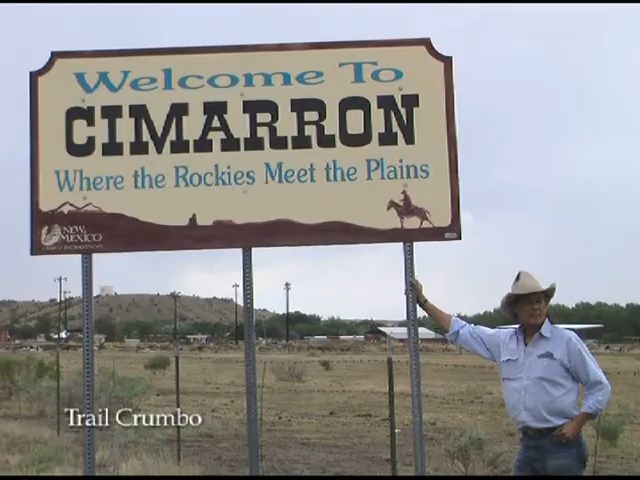 Welcome To
CIMARRON
Where the Rockies Meet the Plains
NEW
MEXICO
Trail Crumbo